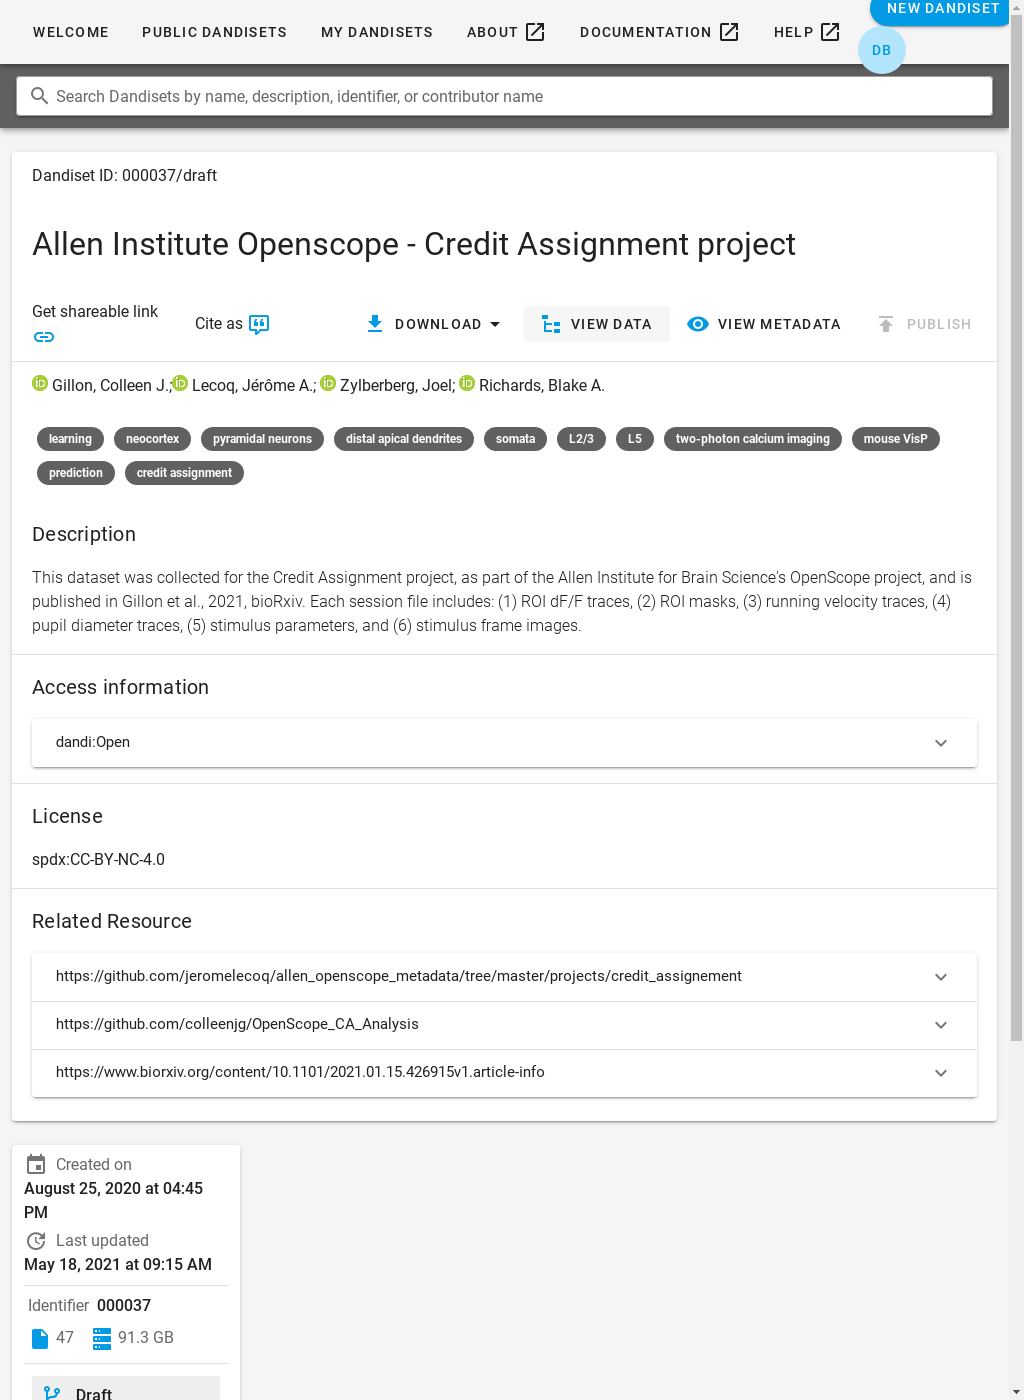 WELCOME PUBLIC DANDISETS MY DANDISETS ABOUT DOCUMENTATION HELP NEW DANDISET
DB
Search Dandisets by name, description, identifier, or contributor name
Dandiset ID: 000037/draft
Allen Institute Openscope - Credit Assignment project
Get shareable link
Cite as DOWNLOAD VIEW DATA VIEW METADATA PUBLISH
Gillon, Colleen J.; Lecoq, Jérôme A.; Zylberberg, Joel; Richards, Blake A.
learning neocortex pyramidal neurons distal apical dendrites somata L2/3 L5 two-photon calcium imaging mouse VisP
prediction credit assignment
Description
This dataset was collected for the Credit Assignment project, as part of the Allen Institute for Brain Science's OpenScope project, and is
published in Gillon et al., 2021, bioRxiv. Each session file includes: (1) ROI dF/F traces, (2) ROI masks, (3) running velocity traces, (4)
pupil diameter traces, (5) stimulus parameters, and (6) stimulus frame images.
Access information
dandi:Open
License
spdx:CC-BY-NC-4.0
Related Resource
https://github.com/jeromelecoq/allen_openscope_metadata/tree/master/projects/credit_assignement
https://github.com/colleenjg/OpenScope_CA_Analysis
https://www.biorxiv.org/content/10.1101/2021.01.15.426915v1.article-info
Created on
August 25, 2020 at 04:45
PM
Last updated
May 18, 2021 at 09:15 AM
Identifier 000037
47 91.3 GB
Draft